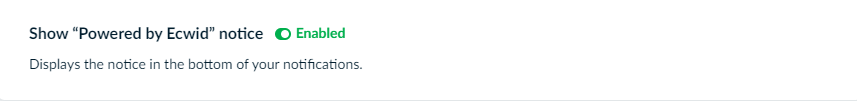 Show “Powered by Ecwid” notice Enabled
Displays the notice in the bottom of your notifications.